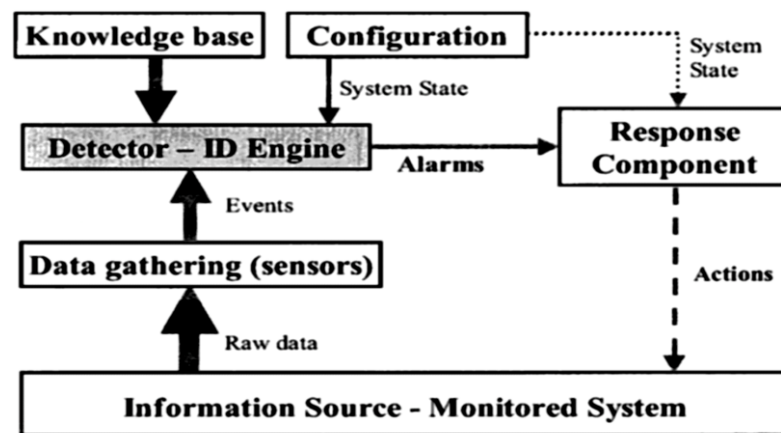 Knowledge base
Configuration
System
State
System State
Detector – ID Engine
Alarms
Response
Component
Events
Data gathering (sensors)
Actions
Raw data
Information Source - Monitored System